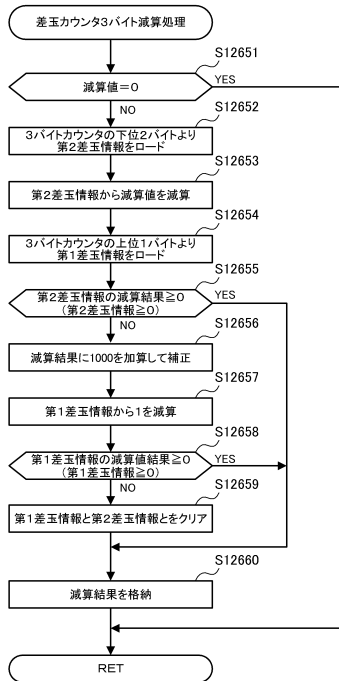 差玉カウンタ3バイト減算処理
S12651
減算値=0
YES
NO
S12652
3バイトカウンタの下位2バイトより
第2差玉情報をロード
S12653
第2差玉情報から減算値を減算
S12654
3バイトカウンタの上位1バイトより
第1差玉情報をロード
S12655
第2差玉情報の減算結果≧0
(第2差玉情報≧0)
YES
NO
S12656
減算結果に1000を加算して補正
S12657
第1差玉情報から1を減算
S12658
第1差玉情報の減算値結果≧0
(第1差玉情報≧0)
YES
NO
S12659
第1差玉情報と第2差玉情報とをクリア
S12660
減算結果を格納
RET